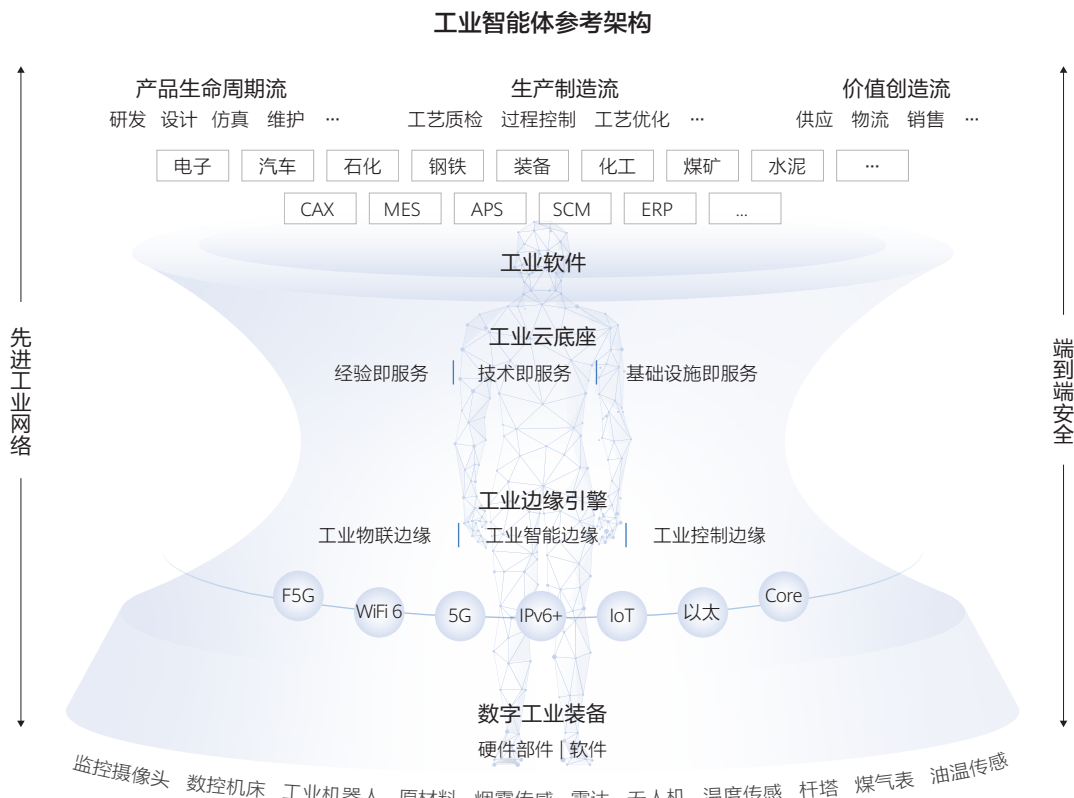 工业智能体参考架构
产品生命周期流 生产制造流 价值创造流
研发 设计 仿真 维护 … 工艺质检 过程控制 工艺优化 … 供应 物流 销售 …
电子 汽车 石化 钢铁 装备 化工 煤矿 水泥 …
CAX MES APS SCM ERP ...
工业软件
工业云底座
经验即服务 | 技术即服务 | 基础设施即服务
先进工业网络
端到端安全
工业边缘引擎
工业物联边缘 | 工业智能边缘 | 工业控制边缘
F5G WiFi 6 5G IPv6+ IoT 以太 Core
数字工业装备
硬件部件 | 软件
监控摄像头 数控机床 工业机器人 原材料 烟雾传感 雷达 无人机 温度传感 杆塔 煤气表 油温传感